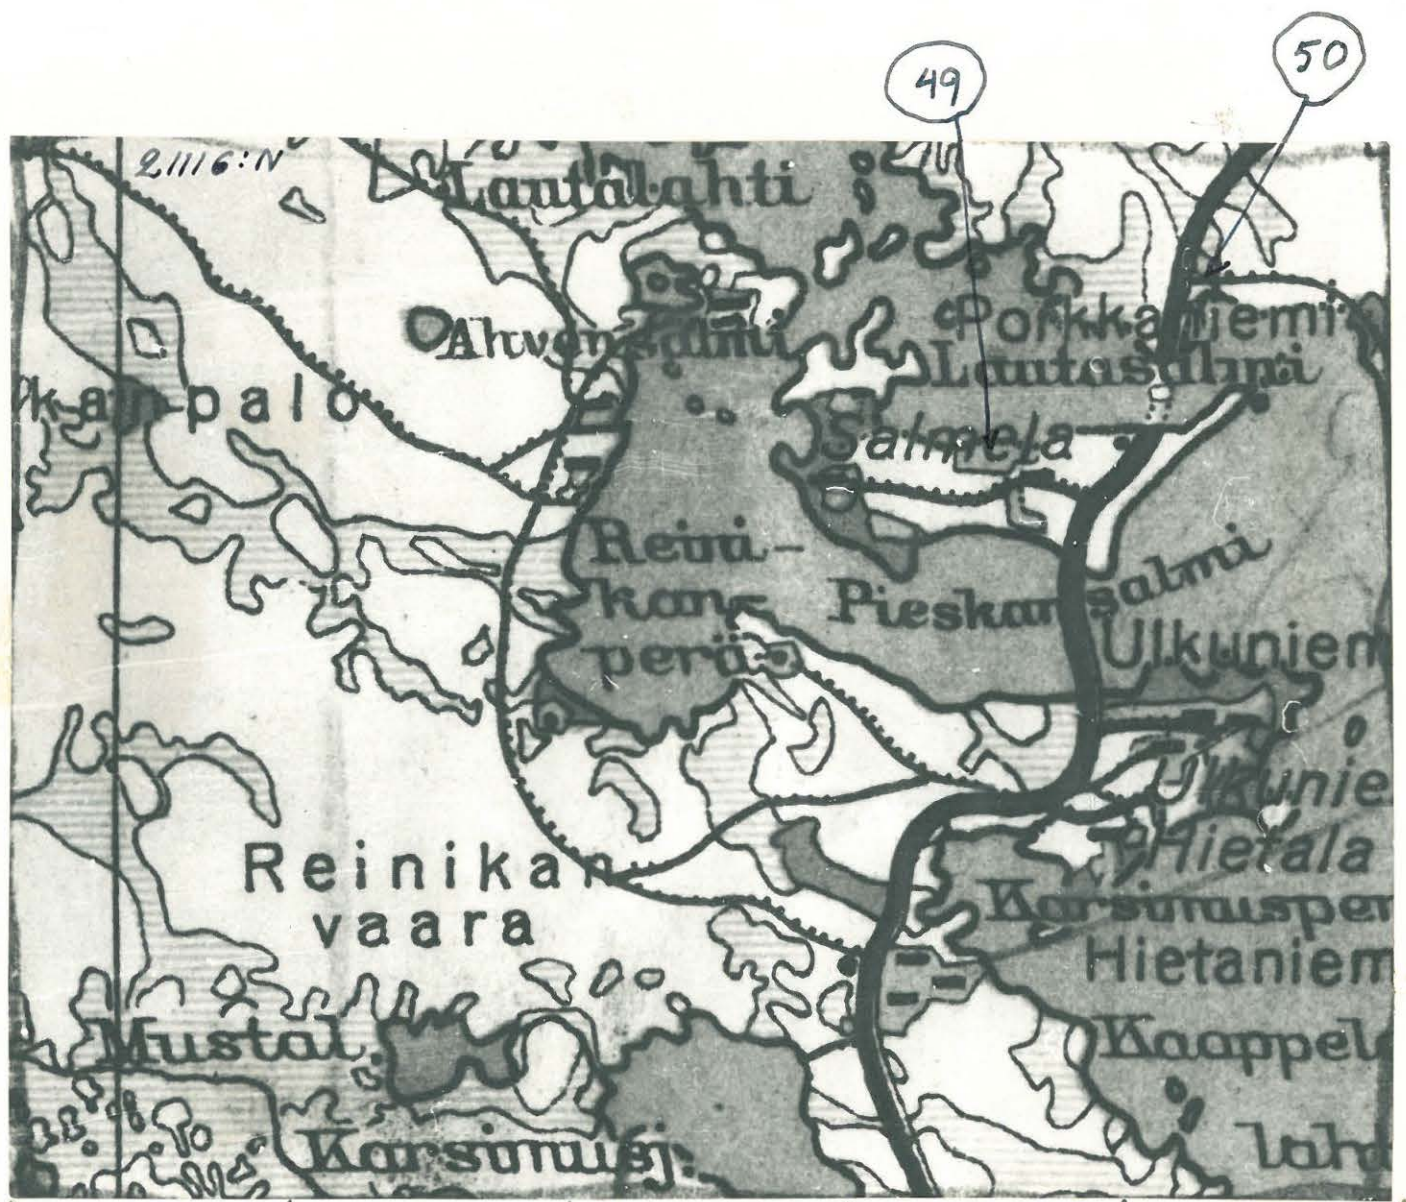 50
49
21116:N
Lautalahti
Porkkaniemi
Ahvensalmi
Lautasalmi
palo
Salmela
Reini-
kan-
perä
Pieskansalmi
Ulkuniem
Ulkunie
Reinikan
vaara
Hietala
Karsimusper
Hietaniem
Mustal.
Kaappel
Karsimusj.
laht